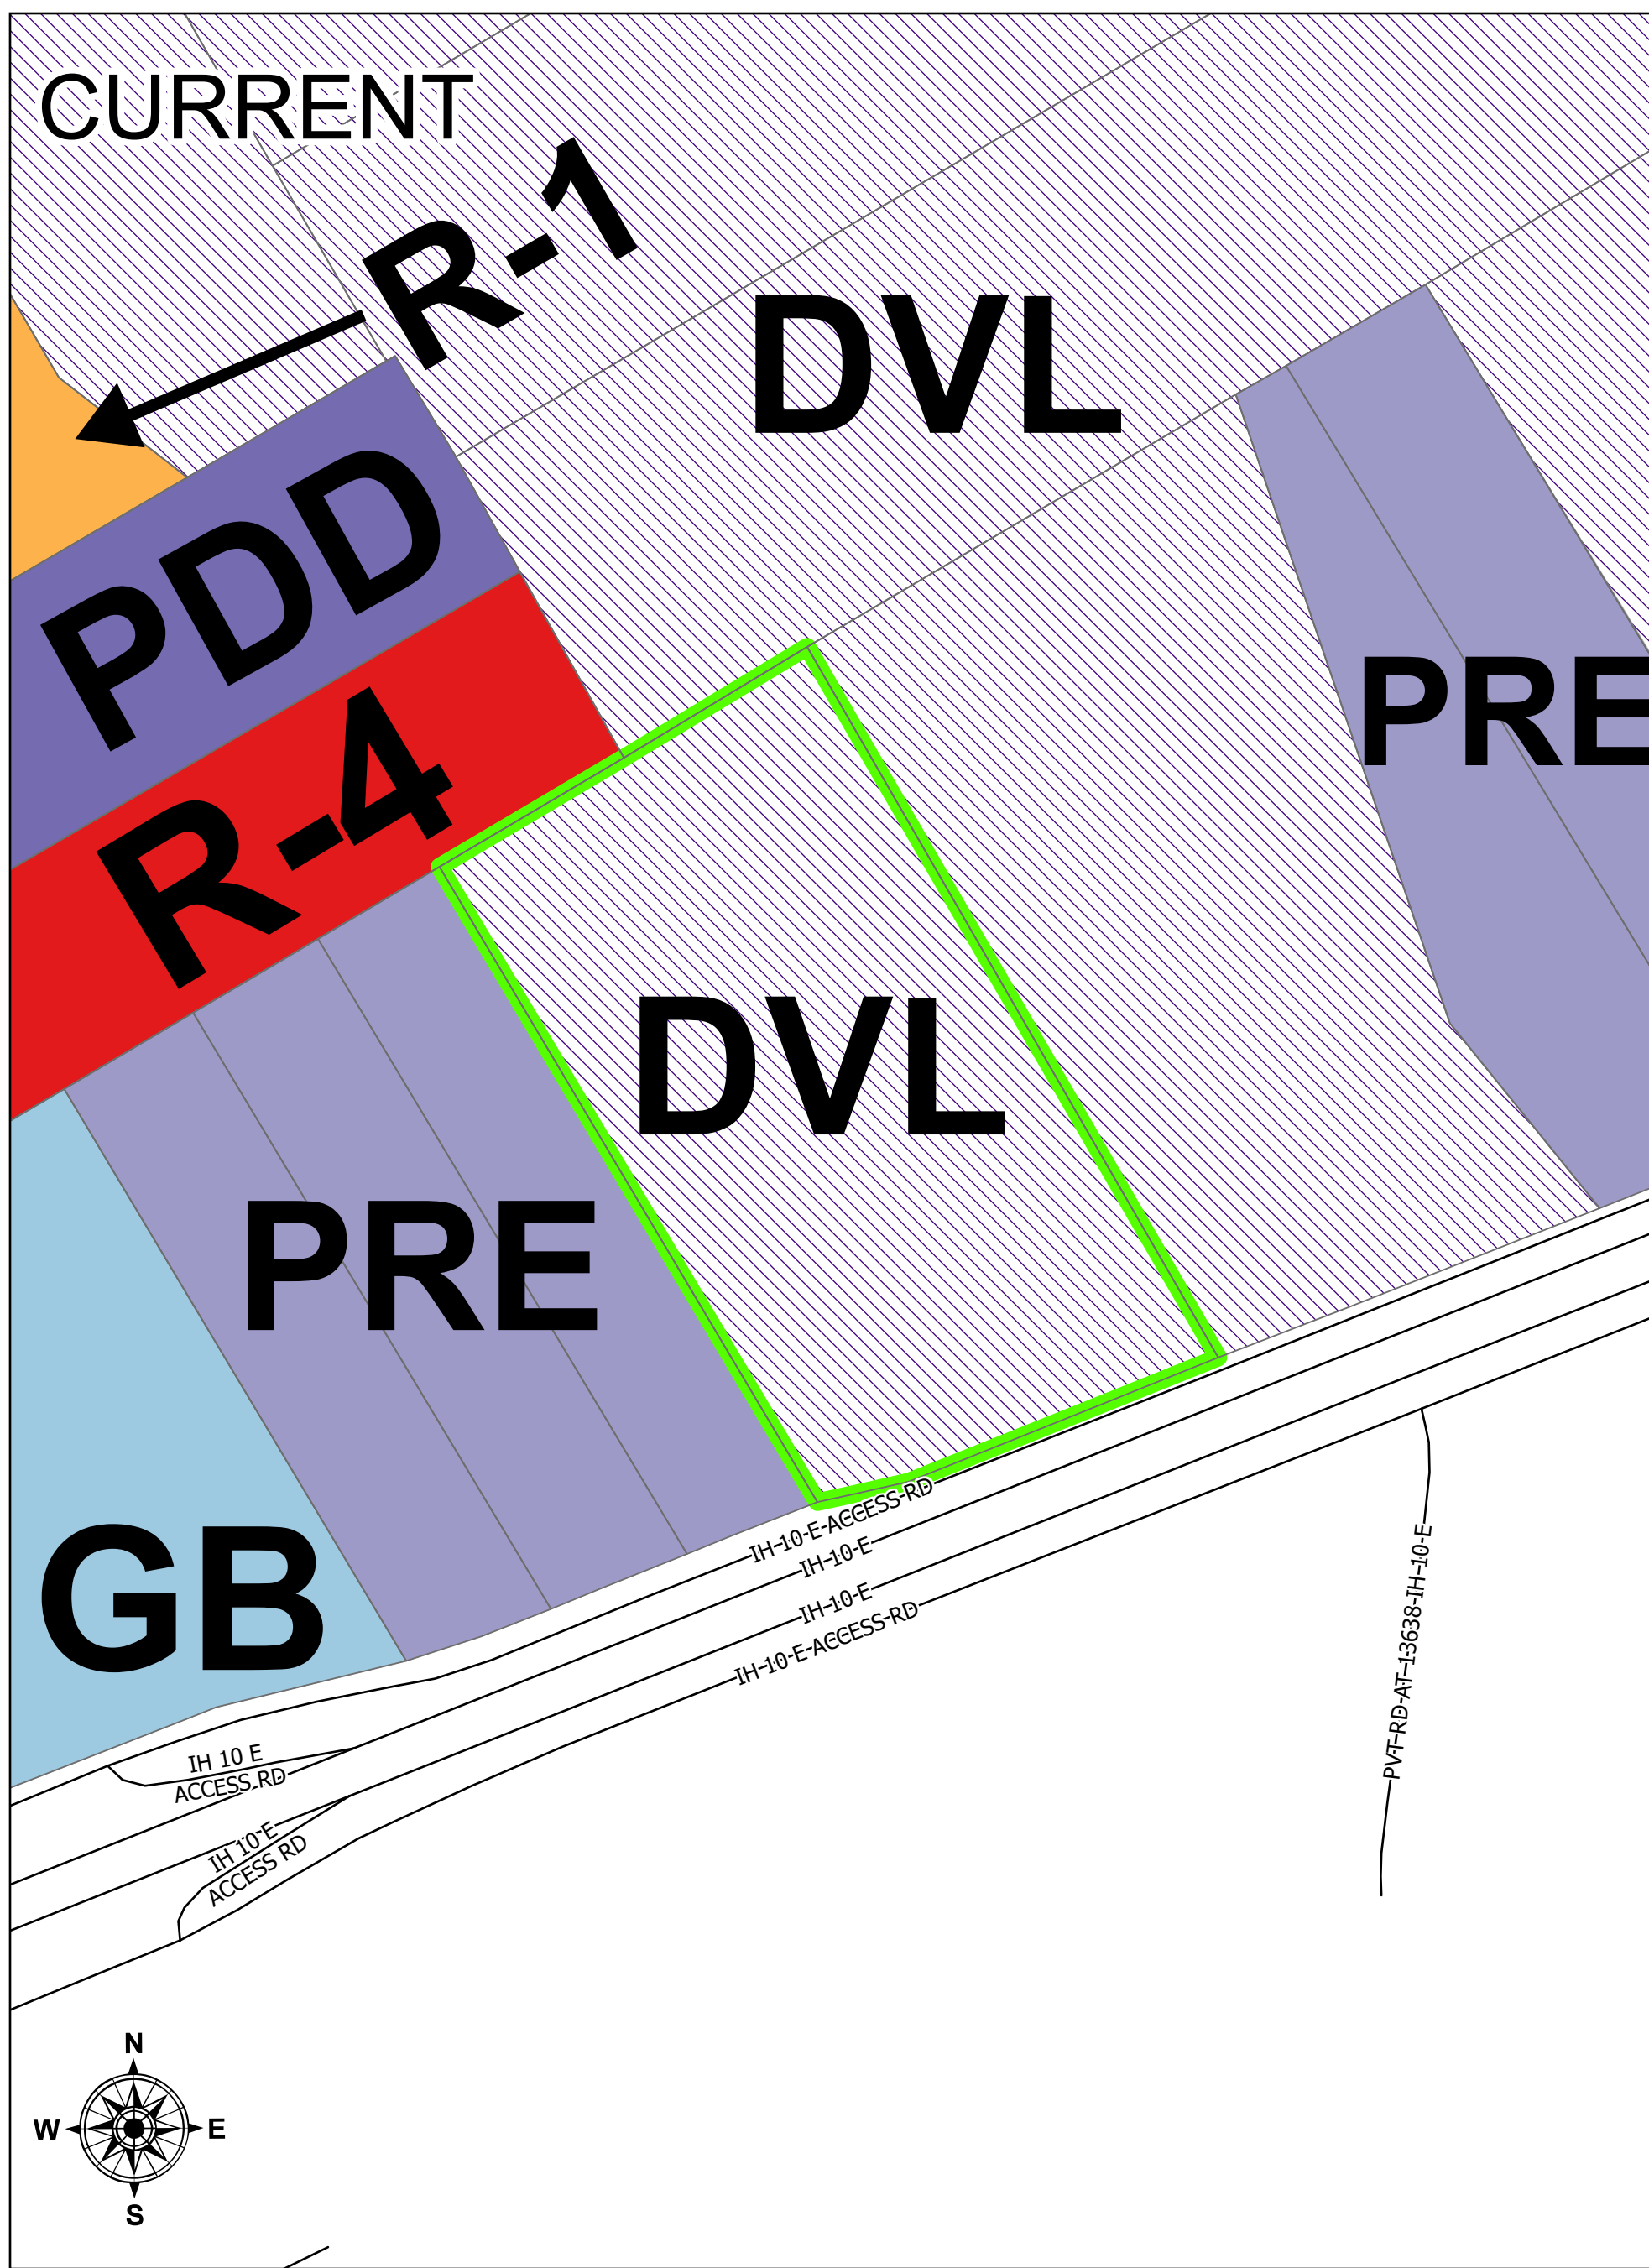 CURRENT
R-1
DVL
PDD
PRE
R-4
DVL
PRE
GB
IH 10 E ACCESS RD
IH 10 E
IH 10 E
IH 10 E ACCESS RD
PVT RD AT 13638 IH 10 E
IH 10 E
ACCESS RD
IH 10 E
ACCESS RD
N
W E
S